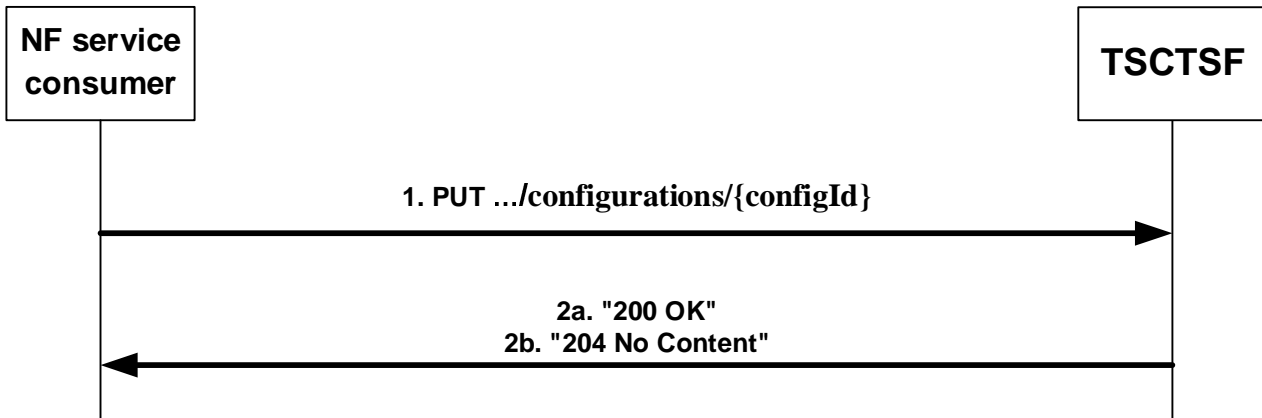 NF service
consumer
TSCTSF
1. PUT .../configurations/{configId}
2a. "200 OK"
2b. "204 No Content"